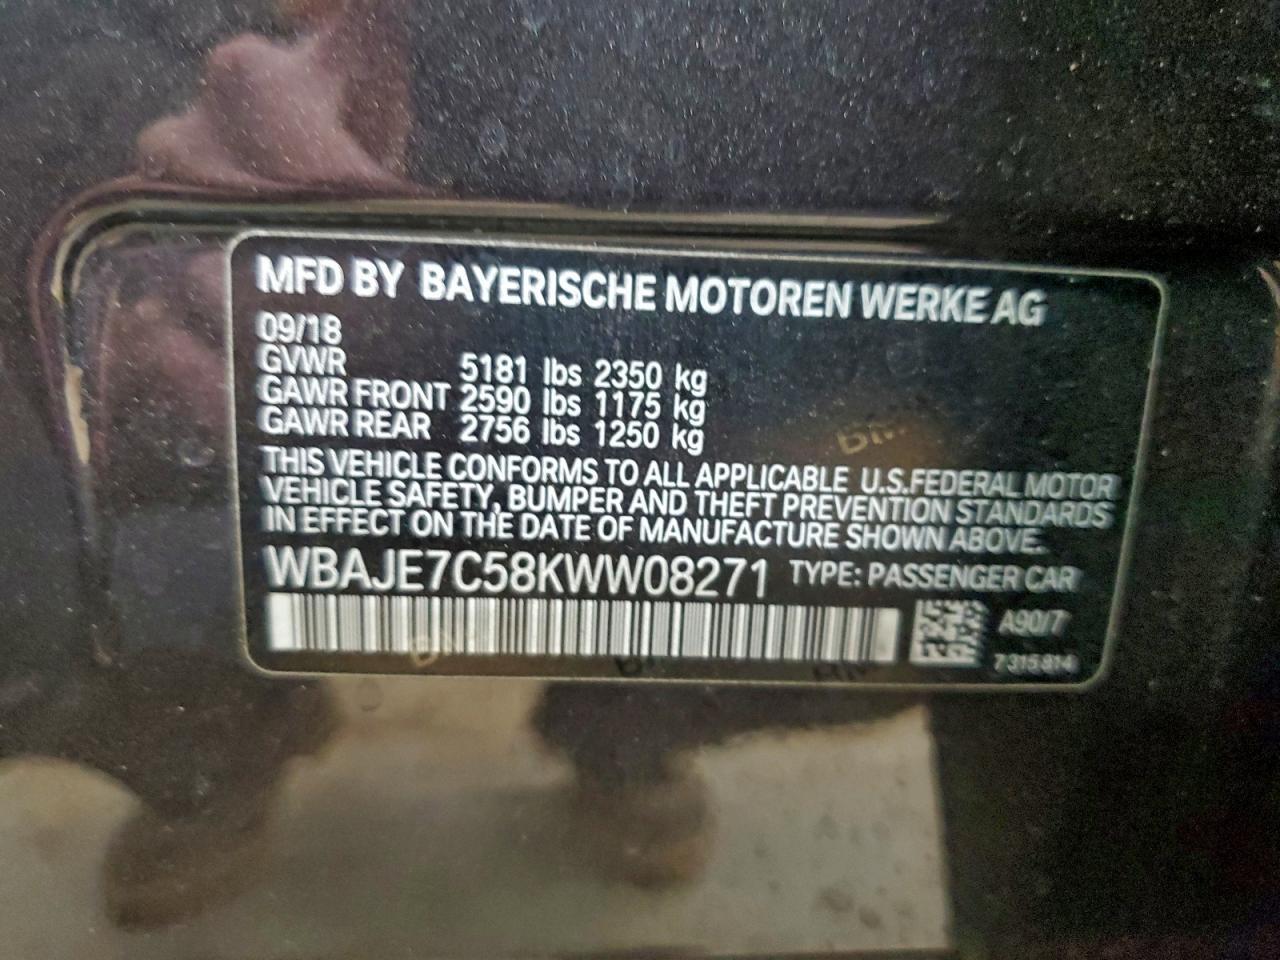 MFD BY BAYERISCHE MOTOREN WERKE AG
09/18
GVWR 5181 lbs 2350 kg
GAWR FRONT 2590 lbs 1175 kg
GAWR REAR 2756 lbs 1250 kg
THIS VEHICLE CONFORMS TO ALL APPLICABLE U.S.FEDERAL MOTOR
VEHICLE SAFETY, BUMPER AND THEFT PREVENTION STANDARDS
IN EFFECT ON THE DATE OF MANUFACTURE SHOWN ABOVE.
WBAJE7C58KWW08271 TYPE: PASSENGER CAR
A90/7
7 315 814